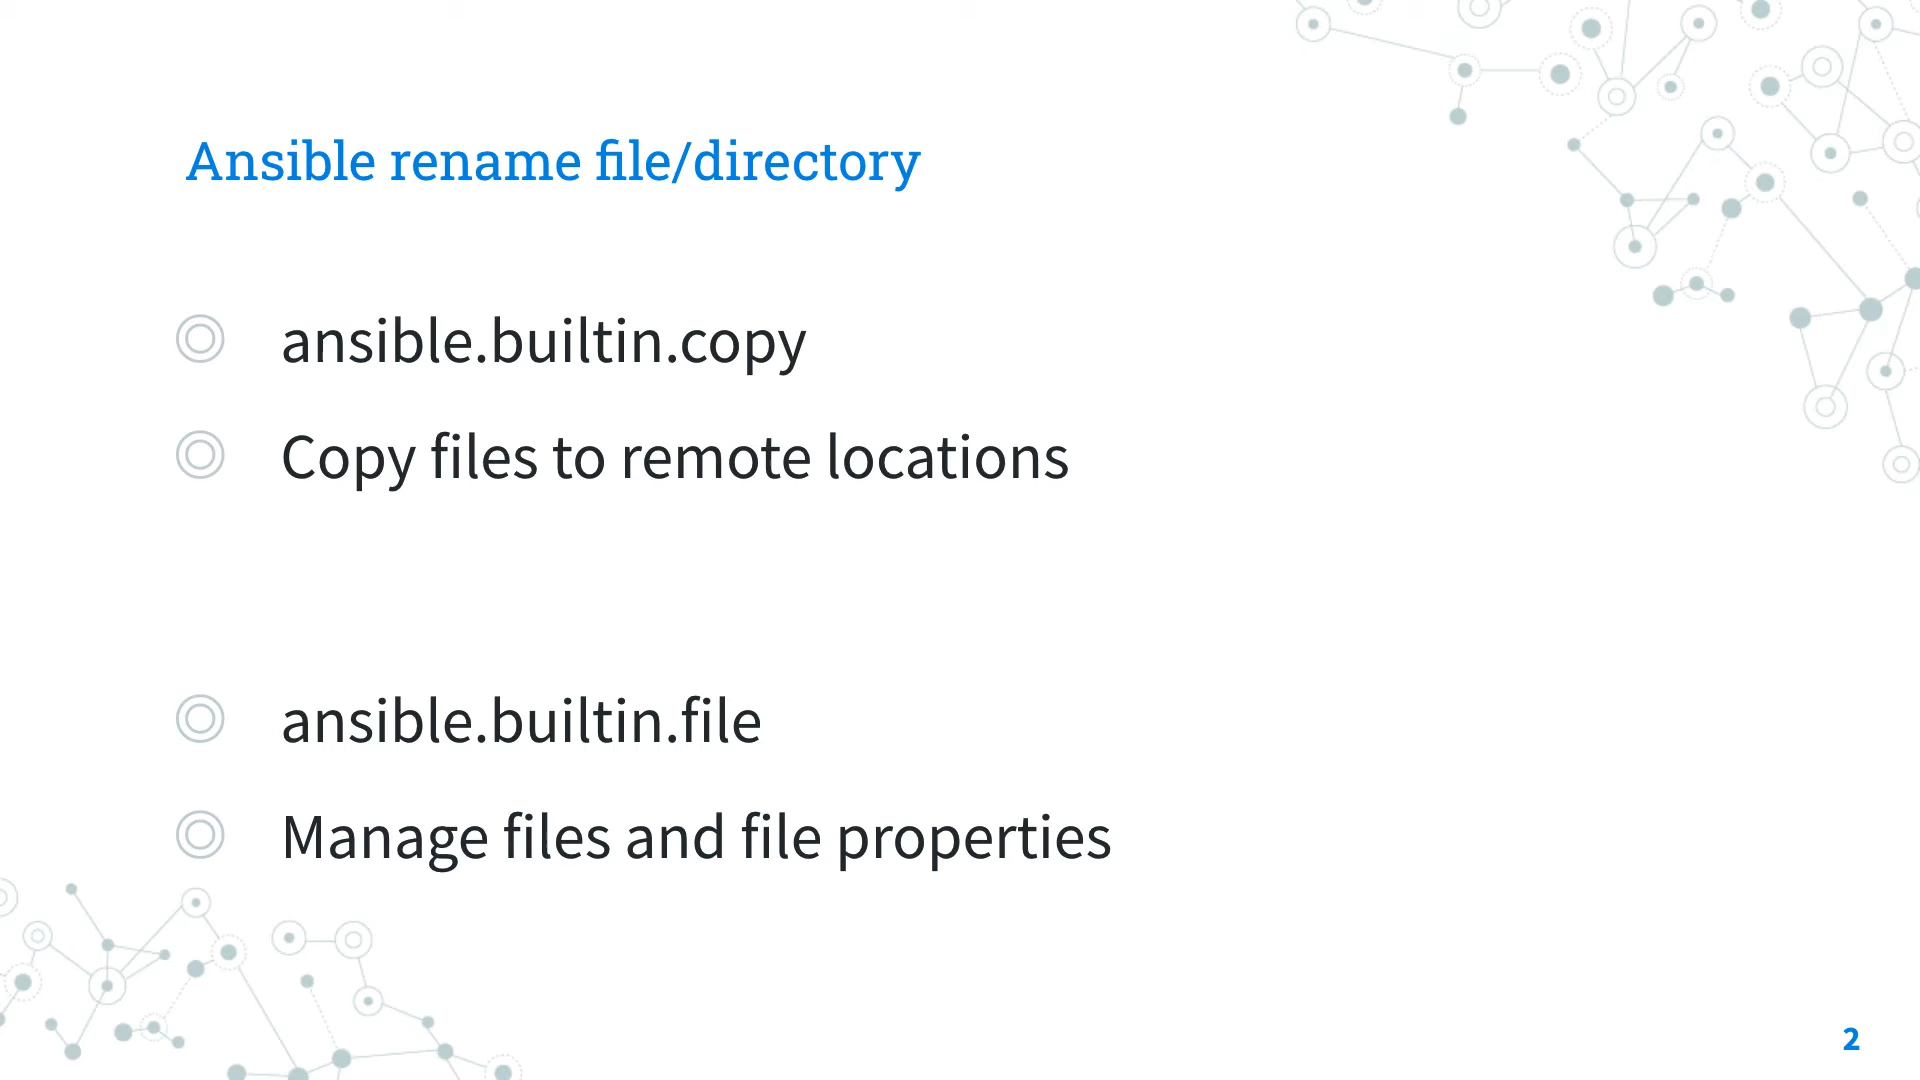 Ansible rename file/directory
ansible.builtin.copy
Copy files to remote locations
ansible.builtin.file
Manage files and file properties
2